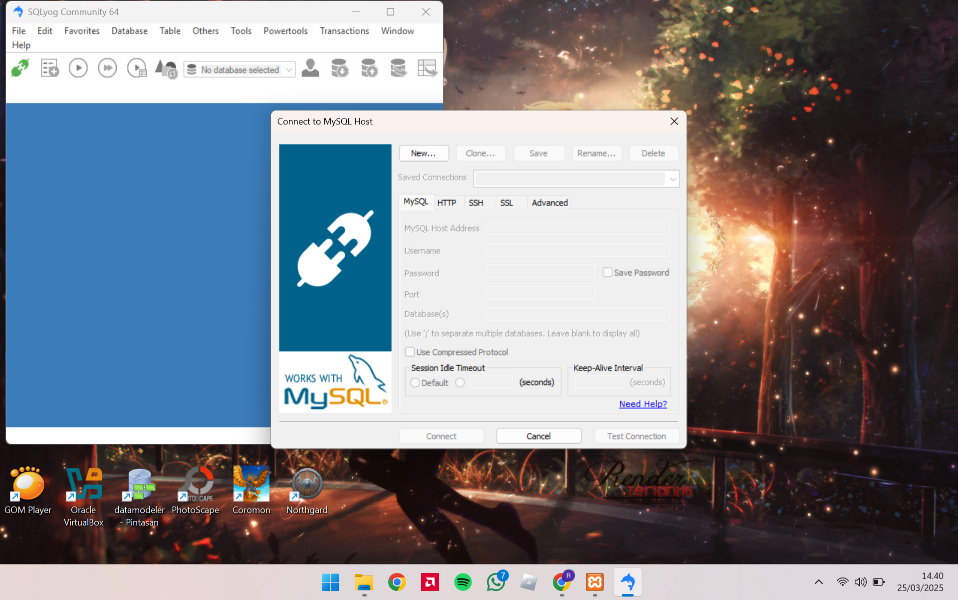 SQLyog Community 64
File Edit Favorites Database Table Others Tools Powertools Transactions Window
Help
No database selected
Connect to MySQL Host
New... Clone... Save Rename... Delete
Saved Connections
MySQL HTTP SSH SSL Advanced
MySQL Host Address
Username
Password Save Password
Port
Database(s)
(Use ';' to separate multiple databases. Leave blank to display all)
Use Compressed Protocol
Session Idle Timeout Keep-Alive Interval
Default (seconds) (seconds)
Need Help?
WORKS WITH
MySQL®
Connect Cancel Test Connection
Render
GOM Player
Oracle
VirtualBox
datamodeler
- Pintasan
PhotoScape
Coromon
Northgard
7
R
14.40
25/03/2025